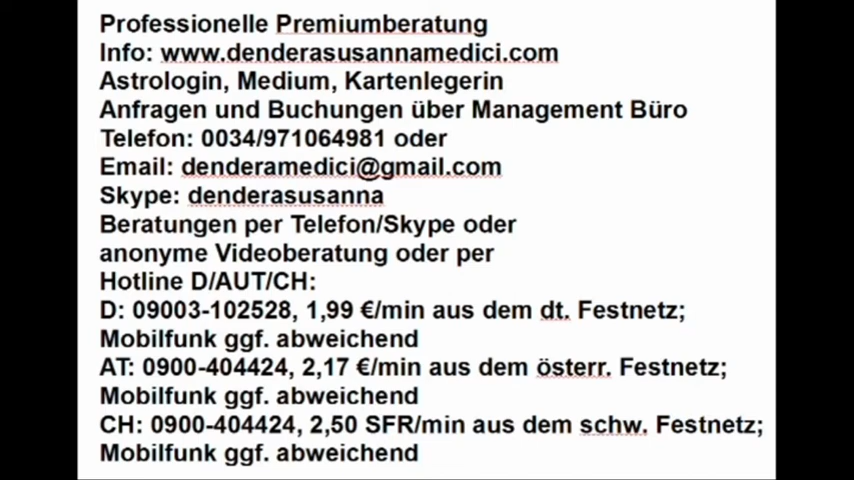 Professionelle Premiumberatung
Info: www.denderasusannamedici.com
Astrologin, Medium, Kartenlegerin
Anfragen und Buchungen über Management Büro
Telefon: 0034/971064981 oder
Email: denderamedici@gmail.com
Skype: denderasusanna
Beratungen per Telefon/Skype oder
anonyme Videoberatung oder per
Hotline D/AUT/CH:
D: 09003-102528, 1,99 €/min aus dem dt. Festnetz;
Mobilfunk ggf. abweichend
AT: 0900-404424, 2,17 €/min aus dem österr. Festnetz;
Mobilfunk ggf. abweichend
CH: 0900-404424, 2,50 SFR/min aus dem schw. Festnetz;
Mobilfunk ggf. abweichend